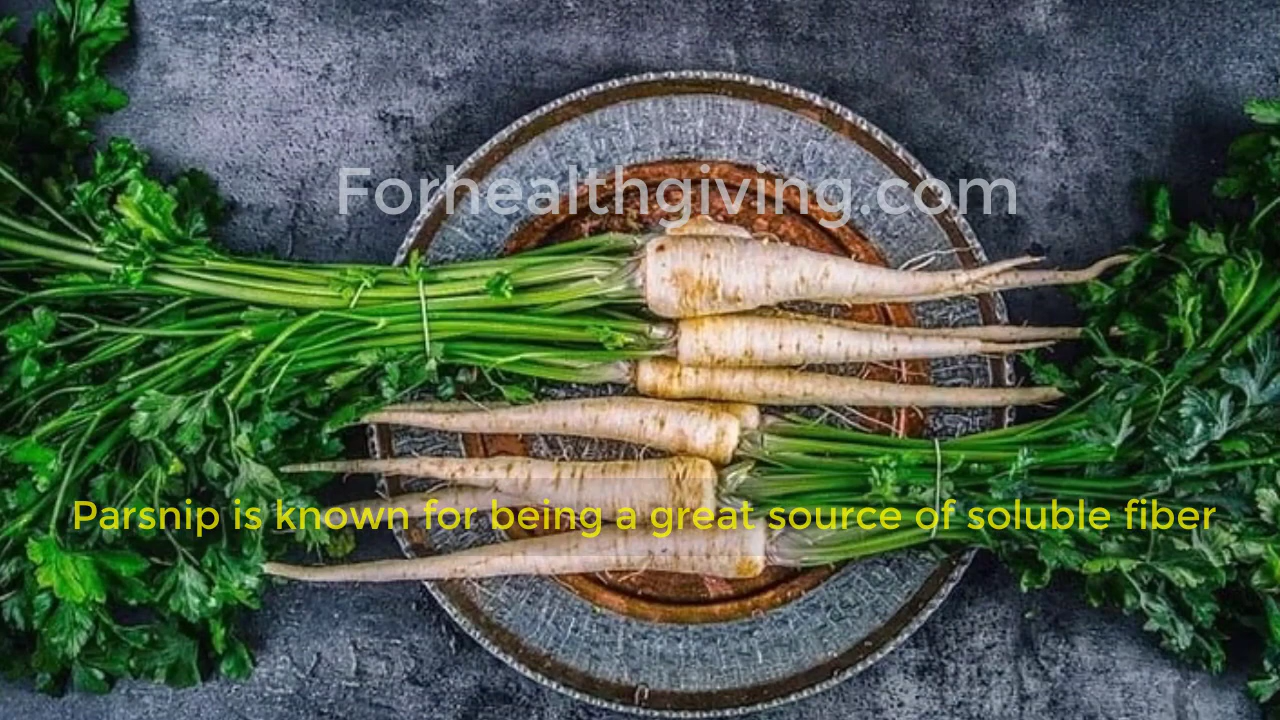 Forhealthgiving.com
Parsnip is known for being a great source of soluble fiber